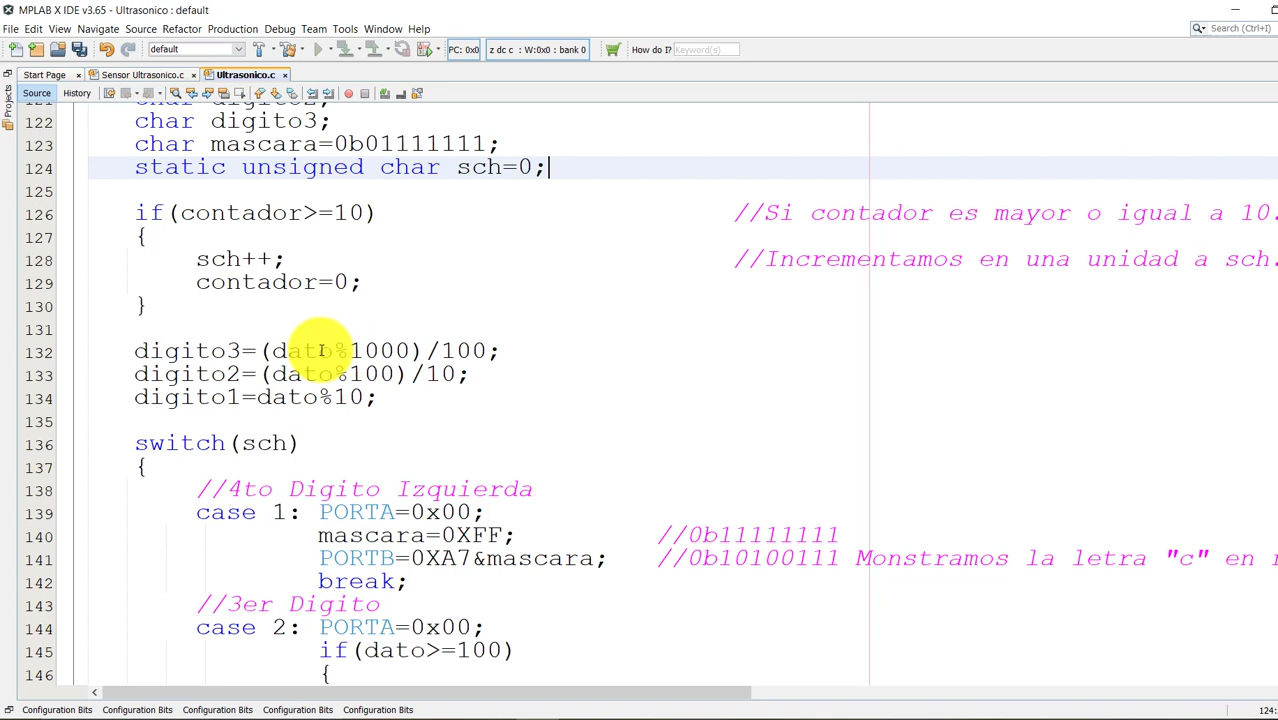 MPLAB X IDE v3.65 - Ultrasonico : default
File Edit View Navigate Source Refactor Production Debug Team Tools Window Help
Search (Ctrl+I)
default PC: 0x0 z dc c : W:0x0 : bank 0 How do I? Keyword(s)
Start Page Sensor Ultrasonico.c Ultrasonico.c
Source History
Projects
121 char digito2;
122 char digito3;
123 char mascara=0b01111111;
124 static unsigned char sch=0;
125
126 if(contador>=10) //Si contador es mayor o igual a 10.
127 {
128 sch++; //Incrementamos en una unidad a sch.
129 contador=0;
130 }
131
132 digito3=(dato%1000)/100;
133 digito2=(dato%100)/10;
134 digito1=dato%10;
135
136 switch(sch)
137 {
138 //4to Digito Izquierda
139 case 1: PORTA=0x00;
140 mascara=0XFF; //0b11111111
141 PORTB=0XA7&mascara; //0b10100111 Monstramos la letra "c" en
142 break;
143 //3er Digito
144 case 2: PORTA=0x00;
145 if(dato>=100)
146 {
Configuration Bits Configuration Bits Configuration Bits Configuration Bits Configuration Bits
124: